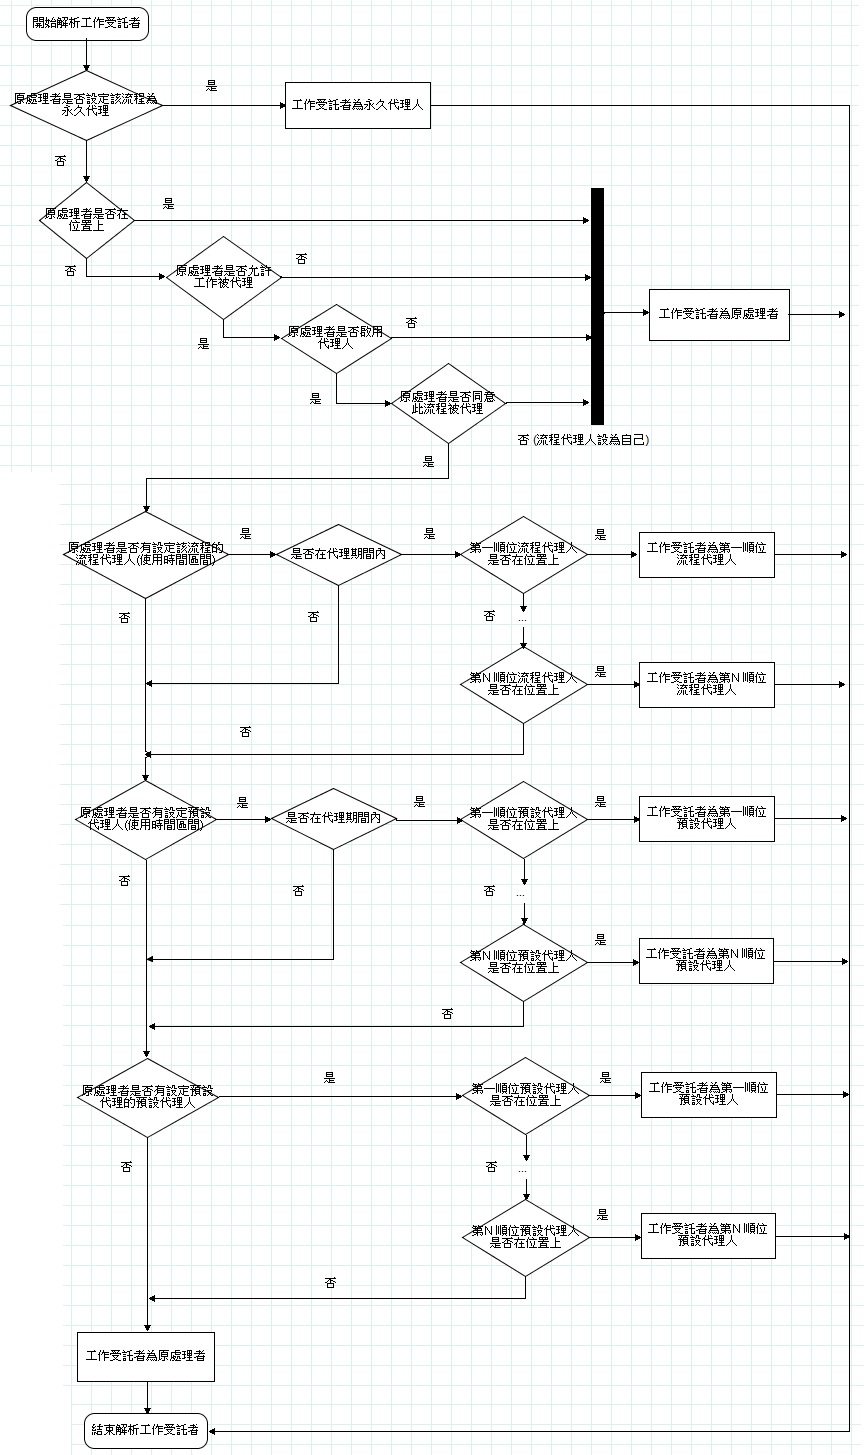 開始解析工作受託者
原處理者是否設定該流程為
永久代理
是
工作受託者為永久代理人
否
原處理者是否在
位置上
是
否
原處理者是否允許
工作被代理
否
是
原處理者是否啟用
代理人
否
是
原處理者是否同意
此流程被代理
工作受託者為原處理者
否 (流程代理人設為自己)
是
原處理者是否有設定該流程的
流程代理人(使用時間區間)
是
是否在代理期間內
是
第一順位流程代理人
是否在位置上
是
工作受託者為第一順位
流程代理人
否
否
否
...
第N順位流程代理人
是否在位置上
是
工作受託者為第N順位
流程代理人
否
原處理者是否有設定預設
代理人(使用時間區間)
是
是否在代理期間內
是
第一順位預設代理人
是否在位置上
是
工作受託者為第一順位
預設代理人
否
否
否
...
第N順位預設代理人
是否在位置上
是
工作受託者為第N順位
預設代理人
否
原處理者是否有設定預設
代理的預設代理人
是
第一順位預設代理人
是否在位置上
是
工作受託者為第一順位
預設代理人
否
否
...
第N順位預設代理人
是否在位置上
是
工作受託者為第N順位
預設代理人
否
工作受託者為原處理者
結束解析工作受託者